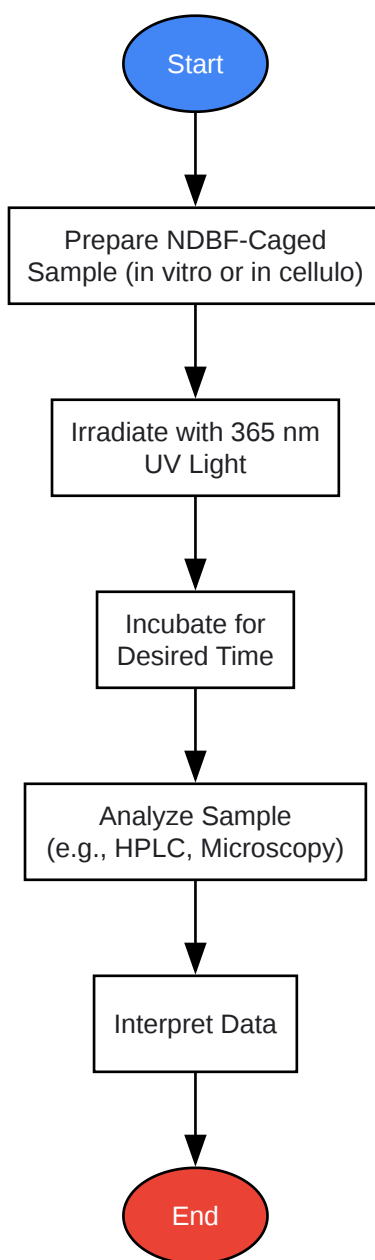 Start
Prepare NDBF-Caged
Sample (in vitro or in cellulo)
Irradiate with 365 nm
UV Light
Incubate for
Desired Time
Analyze Sample
(e.g., HPLC, Microscopy)
Interpret Data
End